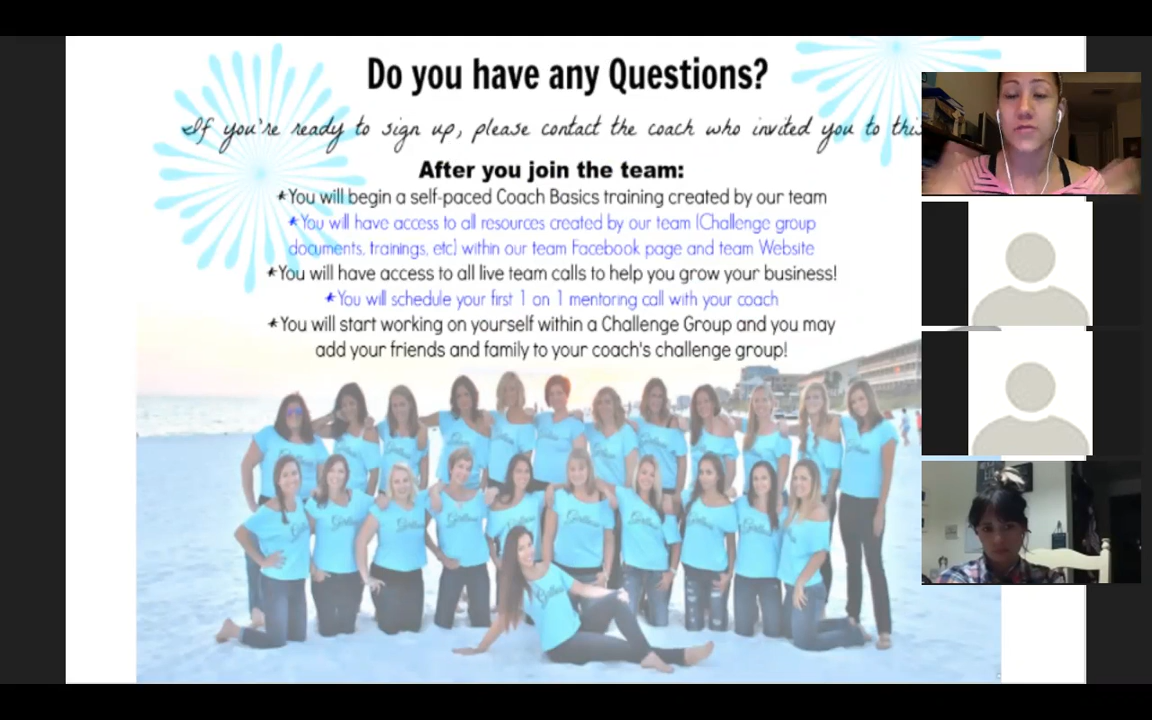 Do you have any Questions?
If you're ready to sign up, please contact the coach who invited you to this
After you join the team:
*You will begin a self-paced Coach Basics training created by our team
*You will have access to all resources created by our team (Challenge group
documents, trainings, etc) within our team Facebook page and team Website
*You will have access to all live team calls to help you grow your business!
*You will schedule your first 1 on 1 mentoring call with your coach
*You will start working on yourself within a Challenge Group and you may
add your friends and family to your coach's challenge group!